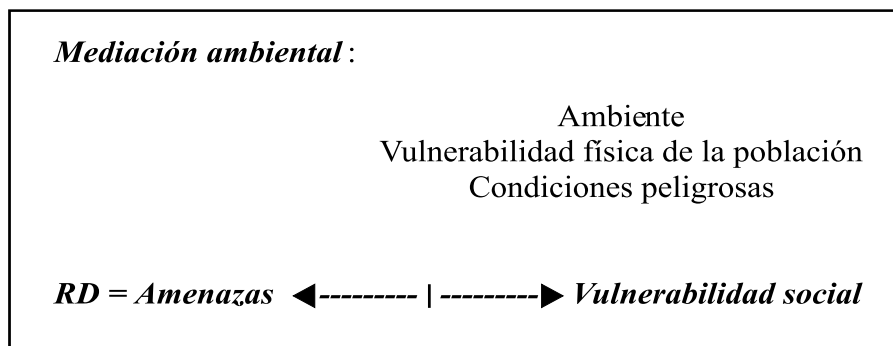 Mediación ambiental :
Ambiente
Vulnerabilidad física de la población
Condiciones peligrosas
RD = Amenazas ◀--------- | ---------▶ Vulnerabilidad social